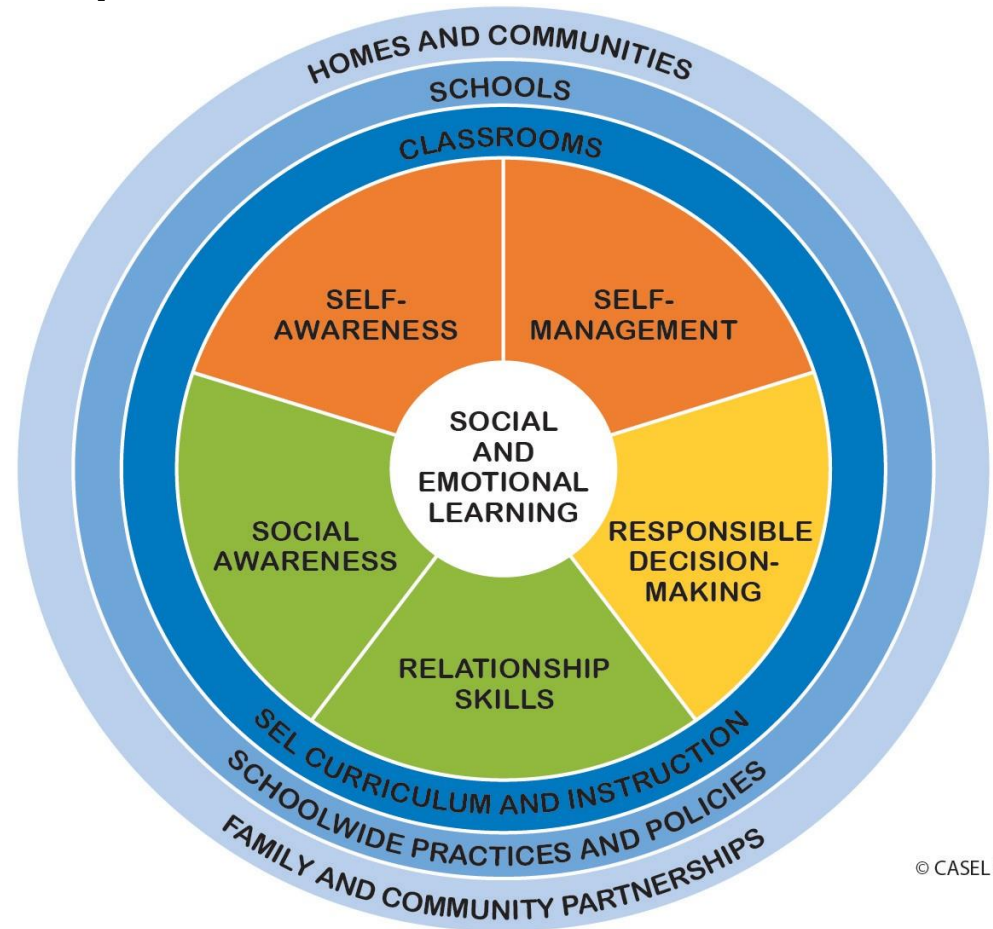 HOMES AND COMMUNITIES
SCHOOLS
CLASSROOMS
SELF-
AWARENESS
SELF-
MANAGEMENT
SOCIAL
AND
EMOTIONAL
LEARNING
SOCIAL
AWARENESS
RESPONSIBLE
DECISION-
MAKING
RELATIONSHIP
SKILLS
SEL CURRICULUM AND INSTRUCTION
SCHOOLWIDE PRACTICES AND POLICIES
FAMILY AND COMMUNITY PARTNERSHIPS
© CASEL